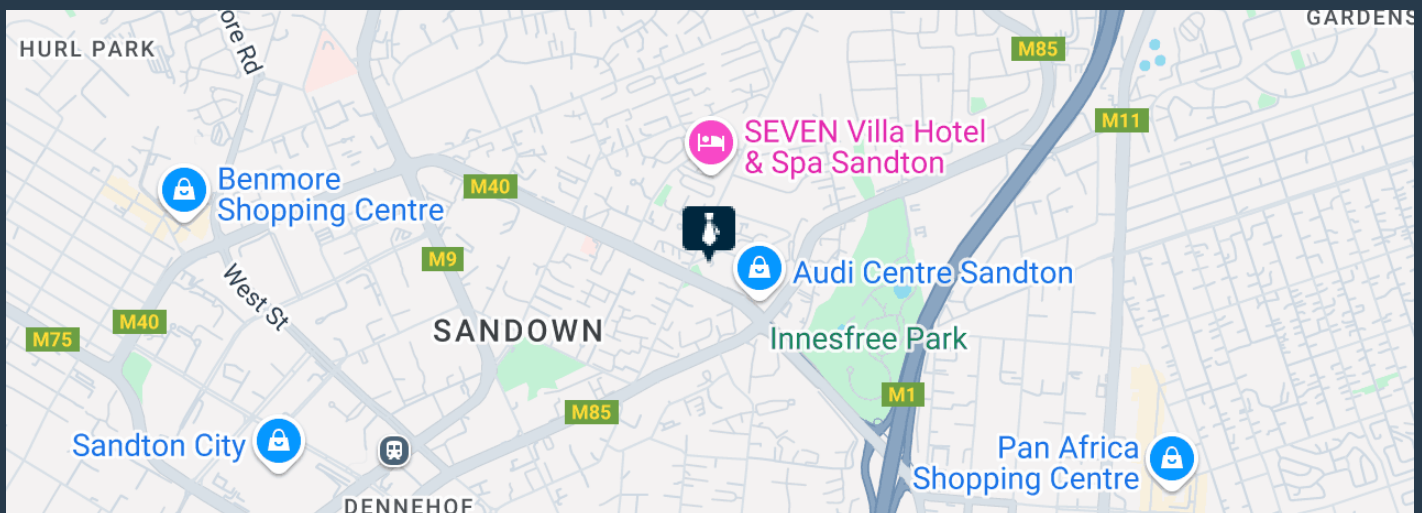 GARDENS
HURL PARK
ore Rd
M85
M11
SEVEN Villa Hotel
& Spa Sandton
Benmore
Shopping Centre
M40
M9
West St
Audi Centre Sandton
M40
M75
SANDOWN
Innesfree Park
M1
M85
Sandton City
Pan Africa
Shopping Centre
DENNEHOF